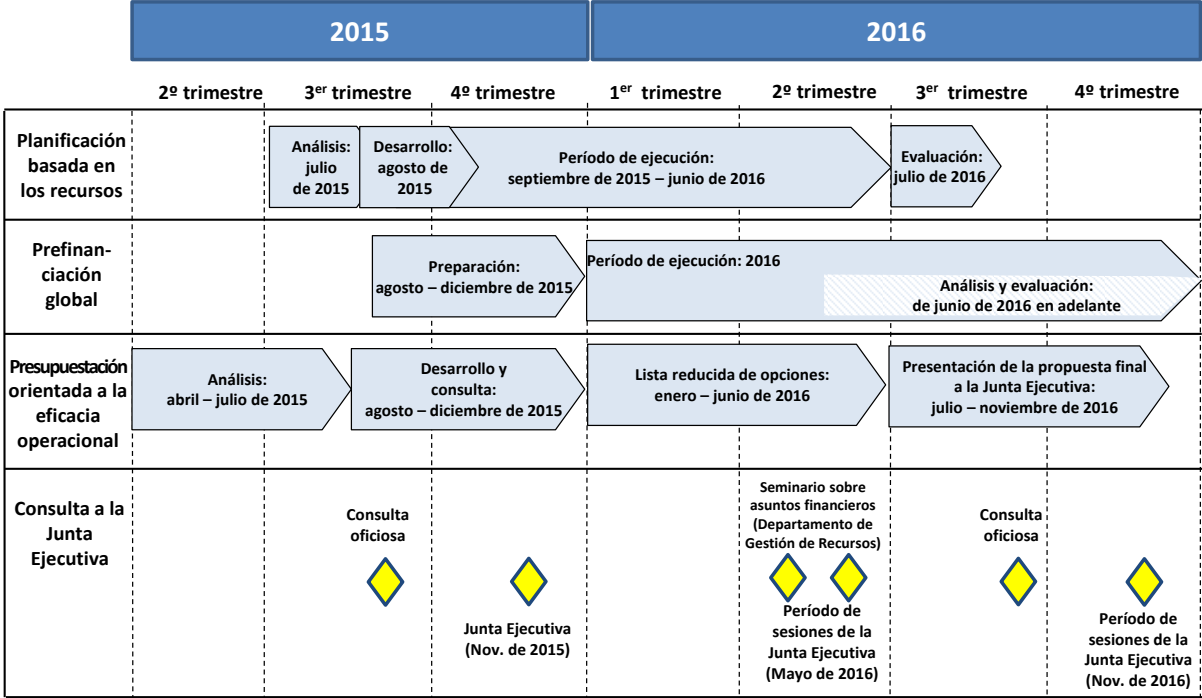 2015
2016
2º trimestre
3er trimestre
4º trimestre
1er trimestre
2º trimestre
3er trimestre
4º trimestre
Planificación
basada en
los recursos
Análisis:
julio
de 2015
Desarrollo:
agosto de
2015
Período de ejecución:
septiembre de 2015 – junio de 2016
Evaluación:
julio de 2016
Prefinan-
ciación
global
Preparación:
agosto – diciembre de 2015
Período de ejecución: 2016
Análisis y evaluación:
de junio de 2016 en adelante
Presupuestación
orientada a la
eficacia
operacional
Análisis:
abril – julio de 2015
Desarrollo y
consulta:
agosto – diciembre de 2015
Lista reducida de opciones:
enero – junio de 2016
Presentación de la propuesta final
a la Junta Ejecutiva:
julio – noviembre de 2016
Consulta a la
Junta
Ejecutiva
Consulta
oficiosa
Junta Ejecutiva
(Nov. de 2015)
Seminario sobre
asuntos financieros
(Departamento de
Gestión de Recursos)
Período de
sesiones de la
Junta Ejecutiva
(Mayo de 2016)
Consulta
oficiosa
Período de
sesiones de la
Junta Ejecutiva
(Nov. de 2016)